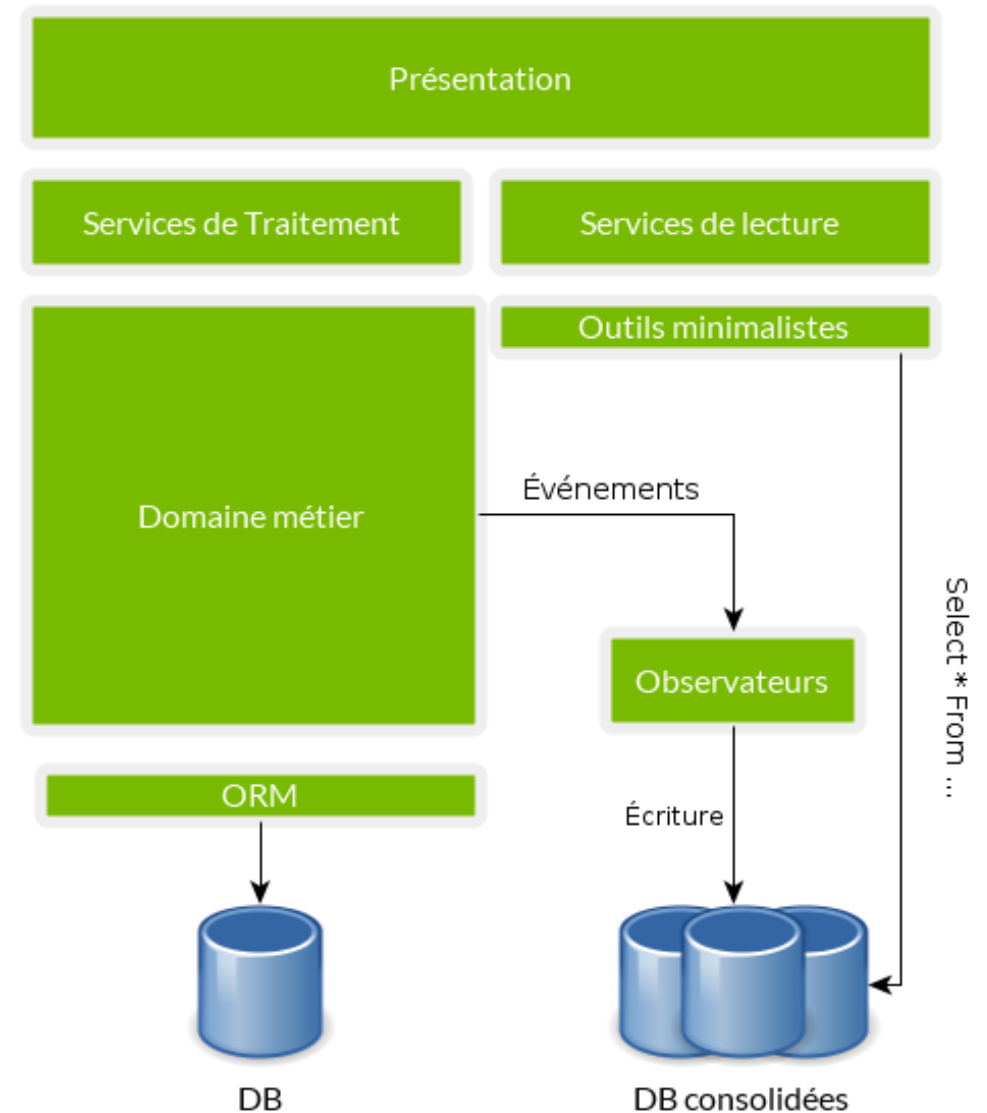 Présentation
Services de Traitement
Services de lecture
Outils minimalistes
Événements
Domaine métier
Select * From ...
Observateurs
ORM
Écriture
DB
DB consolidées